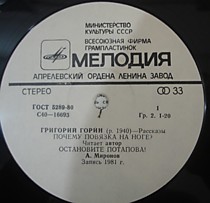 МИНИСТЕРСТВО
КУЛЬТУРЫ СССР
ВСЕСОЮЗНАЯ ФИРМА
ГРАМПЛАСТИНОК
МЕЛОДИЯ
АПРЕЛЕВСКИЙ ОРДЕНА ЛЕНИНА ЗАВОД
СТЕРЕО 33
ГОСТ 5289-80 1
С40—16693 Гр. 2. 1-20
ГРИГОРИЙ ГОРИН (р. 1940)—Рассказы
ПОЧЕМУ ПОВЯЗКА НА НОГЕ?
Читает автор
ОСТАНОВИТЕ ПОТАПОВА!
А. Миронов
Запись 1981 г.